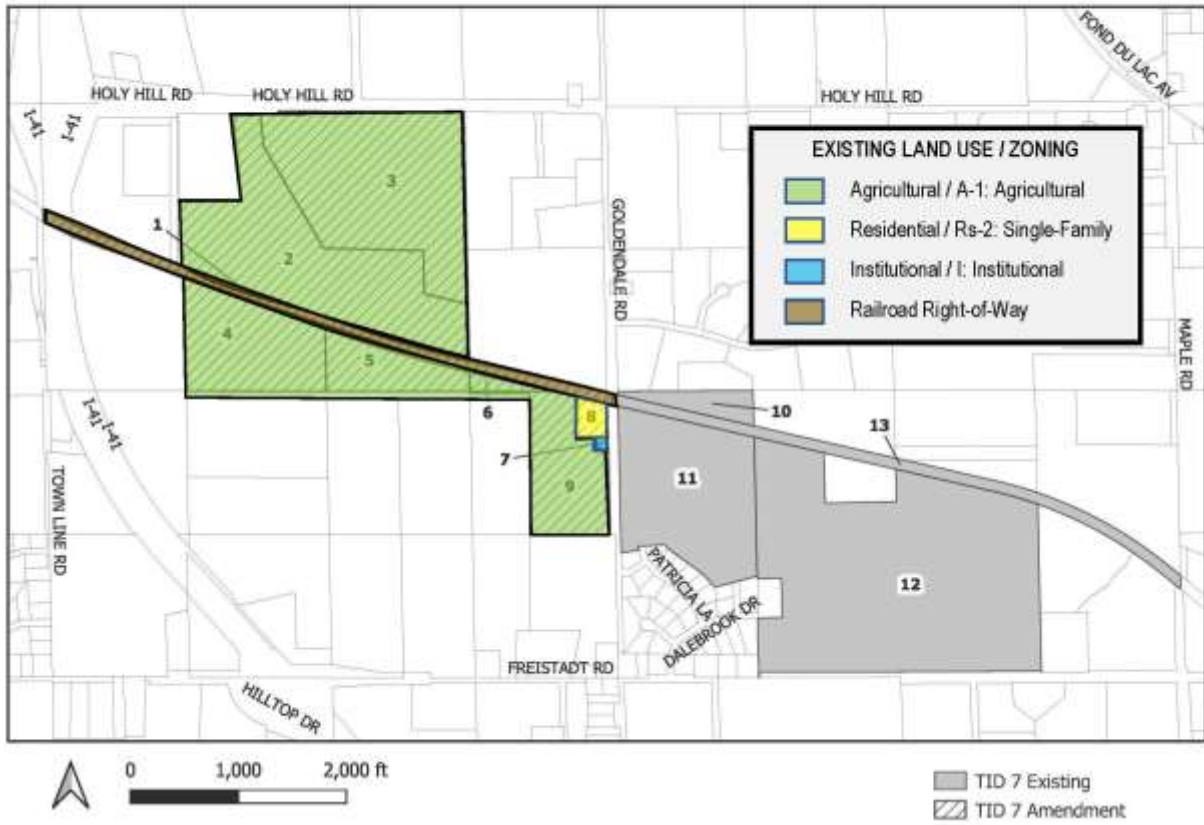 FOND DU LAC AV
HOLY HILL RD
HOLY HILL RD
HOLY HILL RD
I-41
I-41
EXISTING LAND USE / ZONING
Agricultural / A-1: Agricultural
Residential / Rs-2: Single-Family
Institutional / I: Institutional
Railroad Right-of-Way
3
1
2
GOLDENDALE RD
4
5
MAPLE RD
6
8
10
I-41
I-41
7
13
9
11
TOWN LINE RD
PATRICIA LA
12
DALEBROOK DR
FREISTADT RD
HILLTOP DR
0
1,000
2,000 ft
TID 7 Existing
TID 7 Amendment